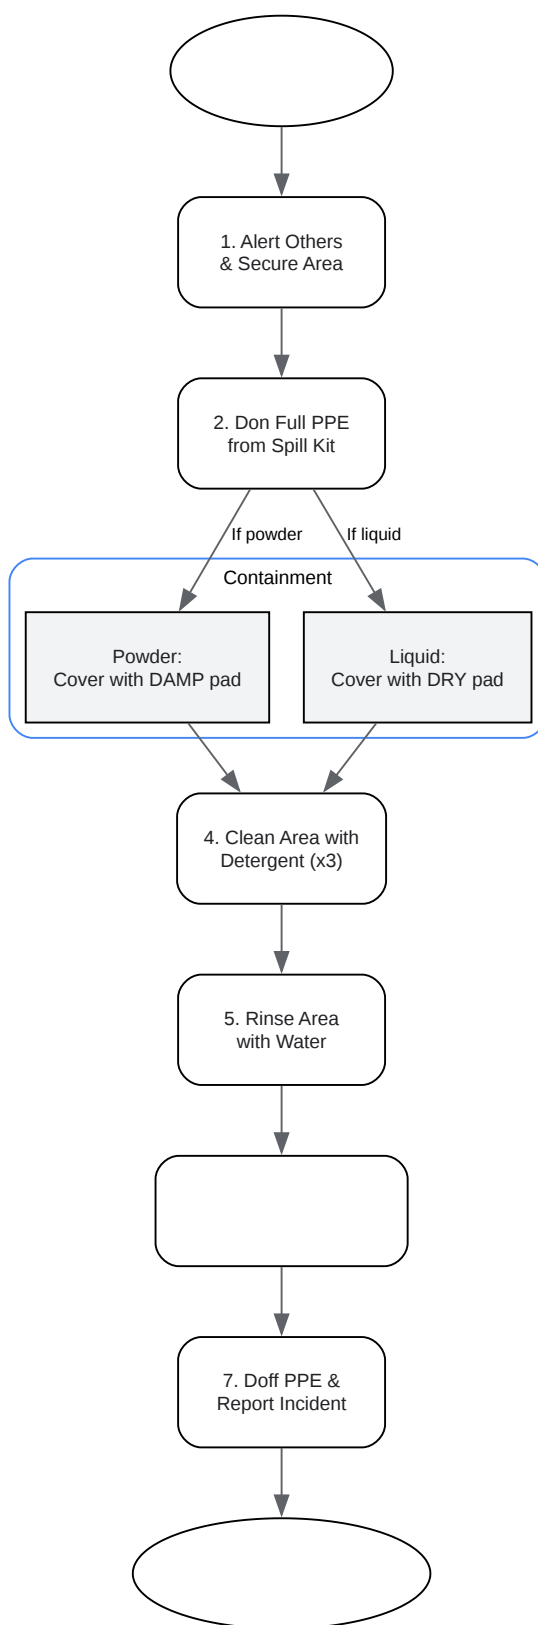 1. Alert Others
& Secure Area
2. Don Full PPE
from Spill Kit
If powder
If liquid
Containment
Powder:
Cover with DAMP pad
Liquid:
Cover with DRY pad
4. Clean Area with
Detergent (x3)
5. Rinse Area
with Water
7. Doff PPE &
Report Incident